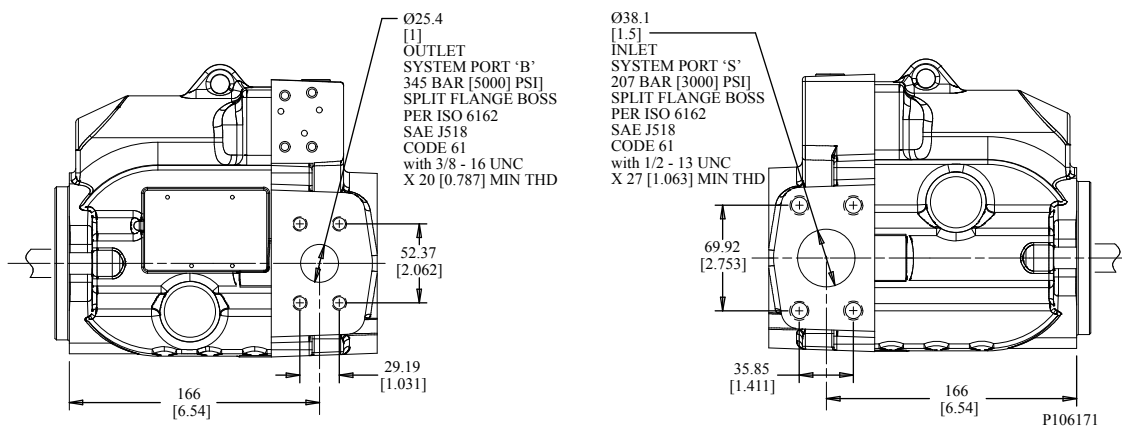 Ø25.4
[1]
OUTLET
SYSTEM PORT ‘B’
345 BAR [5000] PSI]
SPLIT FLANGE BOSS
PER ISO 6162
SAE J518
CODE 61
with 3/8 - 16 UNC
X 20 [0.787] MIN THD
52.37
[2.062]
29.19
[1.031]
166
[6.54]
Ø38.1
[1.5]
INLET
SYSTEM PORT ‘S’
207 BAR [3000] PSI]
SPLIT FLANGE BOSS
PER ISO 6162
SAE J518
CODE 61
with 1/2 - 13 UNC
X 27 [1.063] MIN THD
69.92
[2.753]
35.85
[1.411]
166
[6.54]
P106171